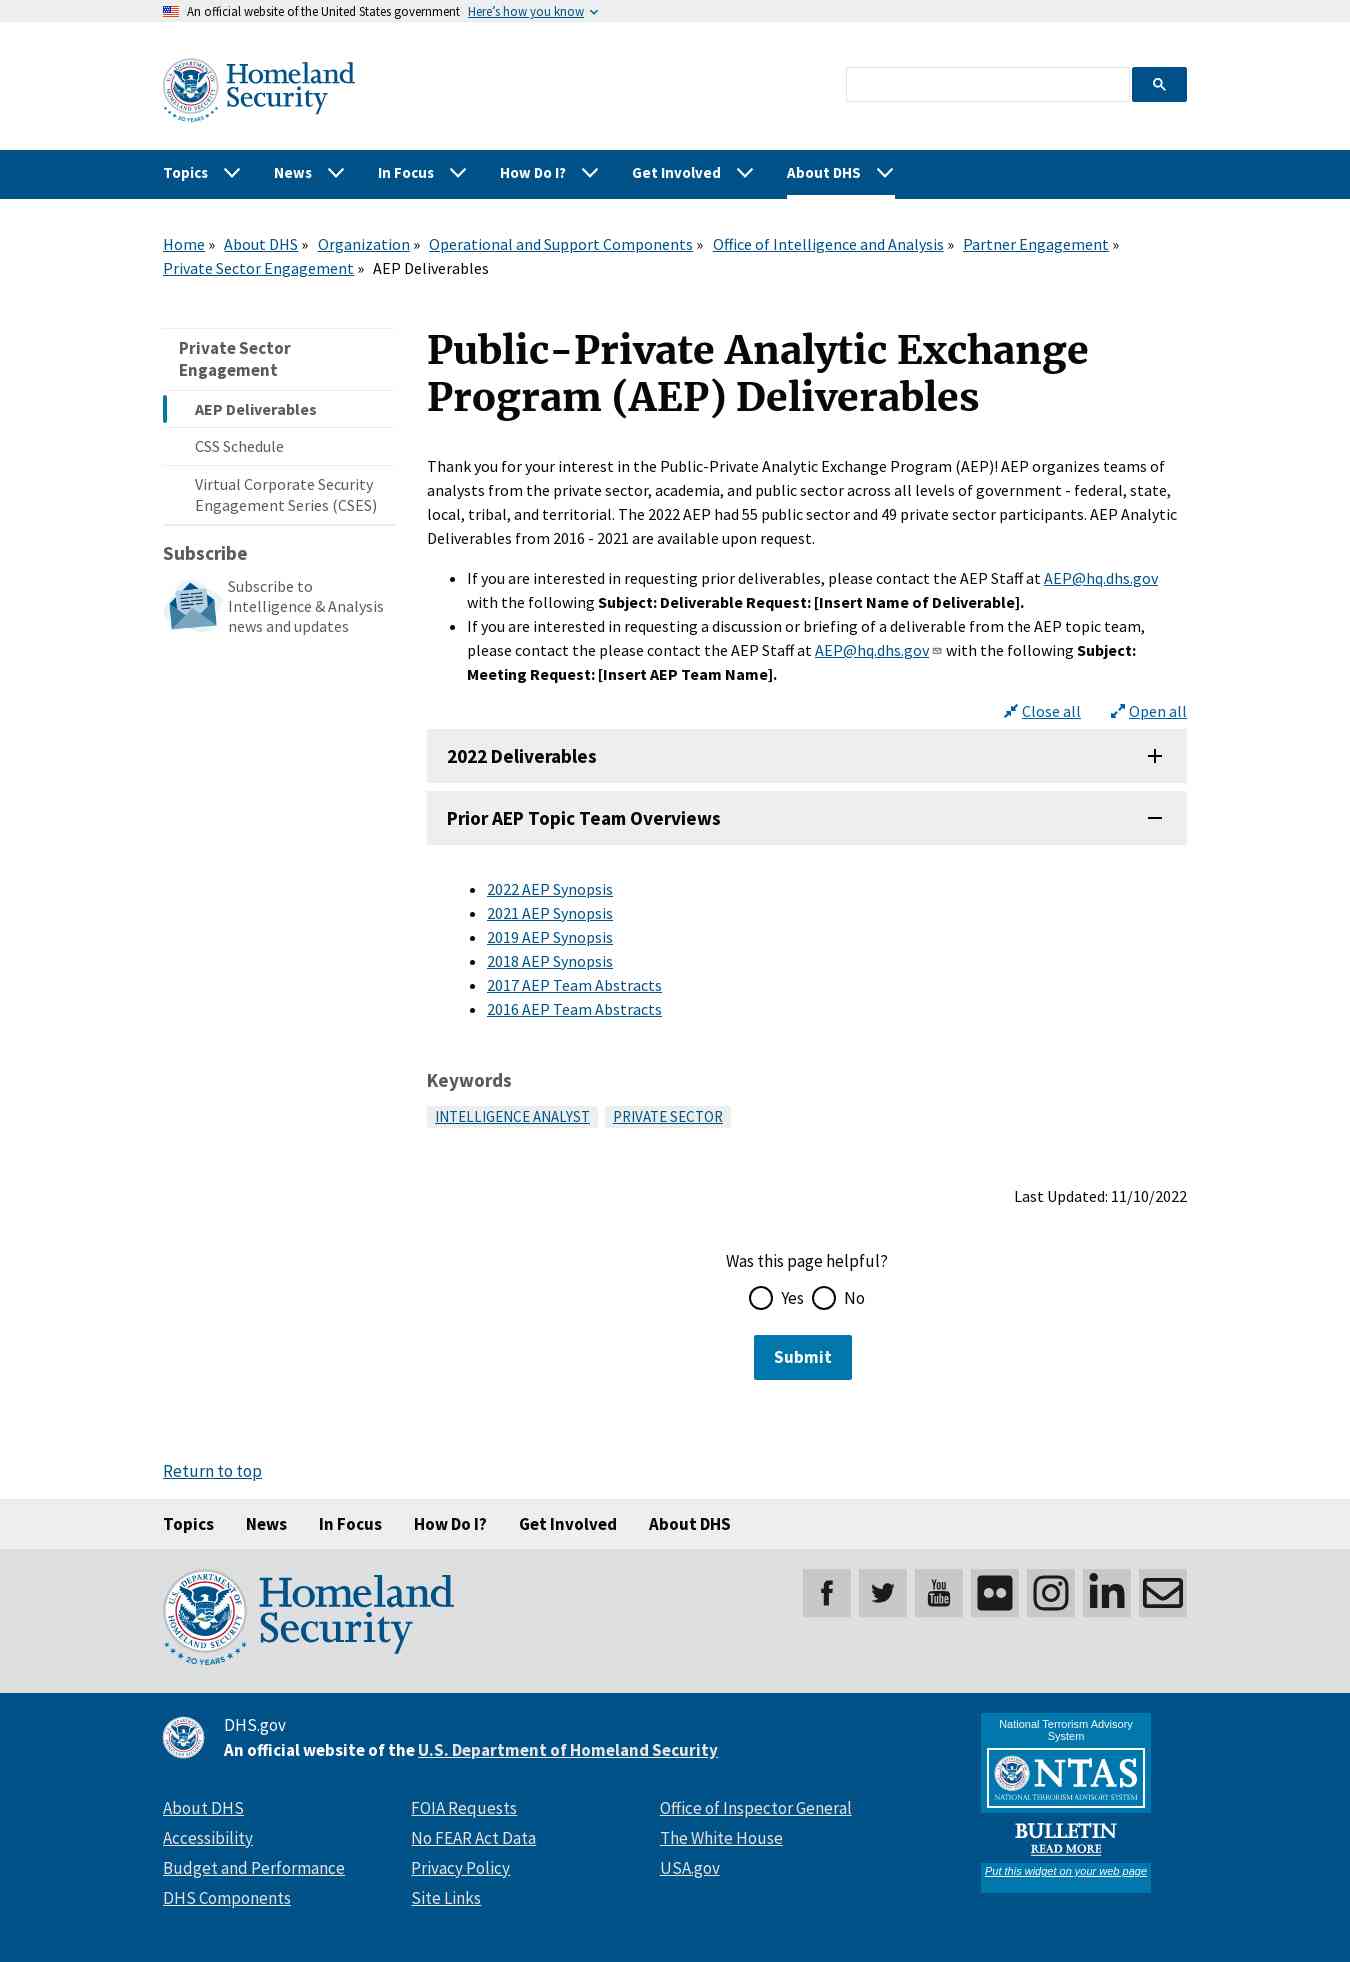 An official website of the United States government Here’s how you know
Homeland
Security
Topics News In Focus How Do I? Get Involved About DHS
Home » About DHS » Organization » Operational and Support Components » Office of Intelligence and Analysis » Partner Engagement »
Private Sector Engagement » AEP Deliverables
Private Sector
Engagement
AEP Deliverables
CSS Schedule
Virtual Corporate Security
Engagement Series (CSES)
Subscribe
Subscribe to
Intelligence & Analysis
news and updates
Public-Private Analytic Exchange
Program (AEP) Deliverables
Thank you for your interest in the Public-Private Analytic Exchange Program (AEP)! AEP organizes teams of
analysts from the private sector, academia, and public sector across all levels of government - federal, state,
local, tribal, and territorial. The 2022 AEP had 55 public sector and 49 private sector participants. AEP Analytic
Deliverables from 2016 - 2021 are available upon request.
If you are interested in requesting prior deliverables, please contact the AEP Staff at AEP@hq.dhs.gov
with the following Subject: Deliverable Request: [Insert Name of Deliverable].
If you are interested in requesting a discussion or briefing of a deliverable from the AEP topic team,
please contact the please contact the AEP Staff at AEP@hq.dhs.gov with the following Subject:
Meeting Request: [Insert AEP Team Name].
Close all Open all
2022 Deliverables
Prior AEP Topic Team Overviews
2022 AEP Synopsis
2021 AEP Synopsis
2019 AEP Synopsis
2018 AEP Synopsis
2017 AEP Team Abstracts
2016 AEP Team Abstracts
Keywords
INTELLIGENCE ANALYST PRIVATE SECTOR
Last Updated: 11/10/2022
Was this page helpful?
Yes No
Submit
Return to top
Topics News In Focus How Do I? Get Involved About DHS
U.S. DEPARTMENT OF HOMELAND SECURITY
20 YEARS
Homeland
Security
You
Tube
DHS.gov
An official website of the U.S. Department of Homeland Security
About DHS
Accessibility
Budget and Performance
DHS Components
FOIA Requests
No FEAR Act Data
Privacy Policy
Site Links
Office of Inspector General
The White House
USA.gov
National Terrorism Advisory
System
NTAS
NATIONAL TERRORISM ADVISORY SYSTEM
BULLETIN
READ MORE
Put this widget on your web page